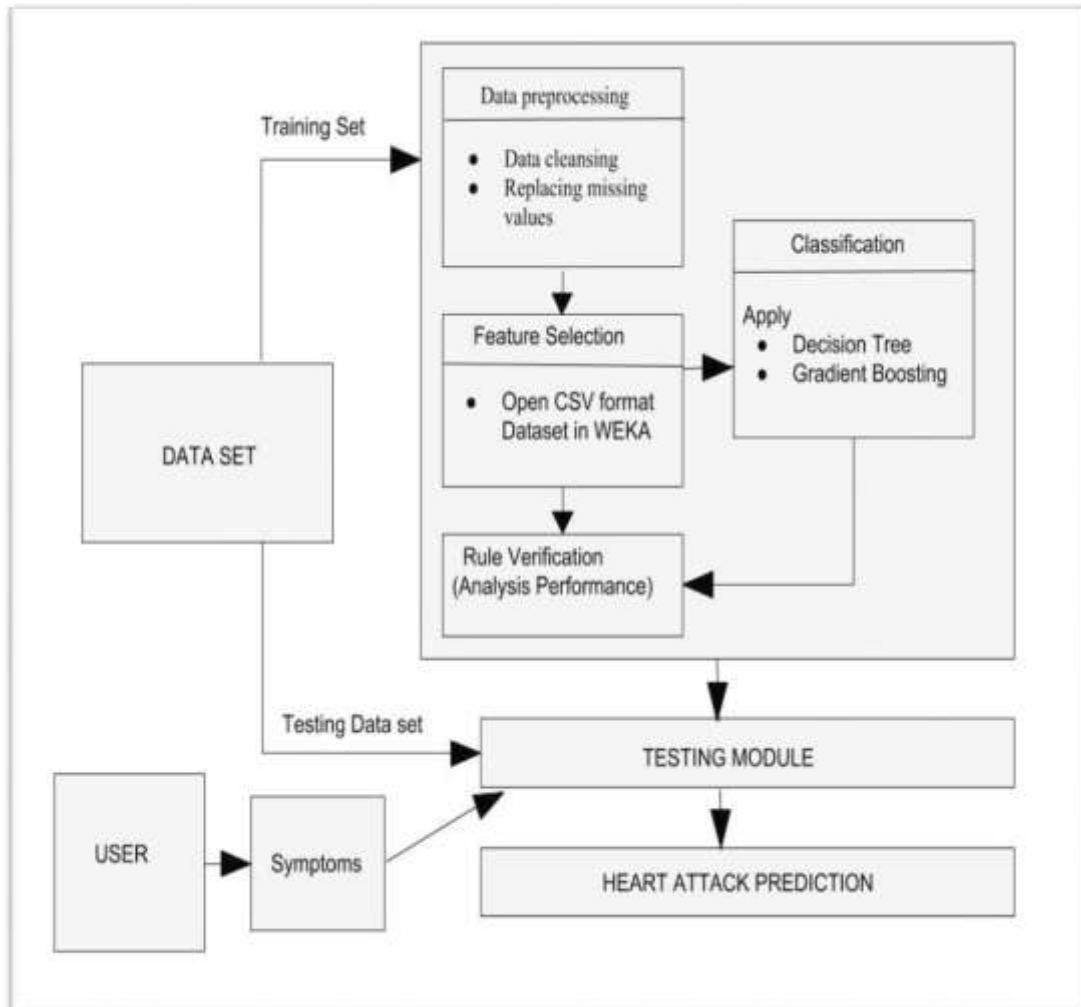 Data preprocessing
Training Set
● Data cleansing
● Replacing missing
values
Classification
Apply
● Decision Tree
● Gradient Boosting
Feature Selection
● Open CSV format
Dataset in WEKA
DATA SET
Rule Verification
(Analysis Performance)
Testing Data set
TESTING MODULE
USER
Symptoms
HEART ATTACK PREDICTION